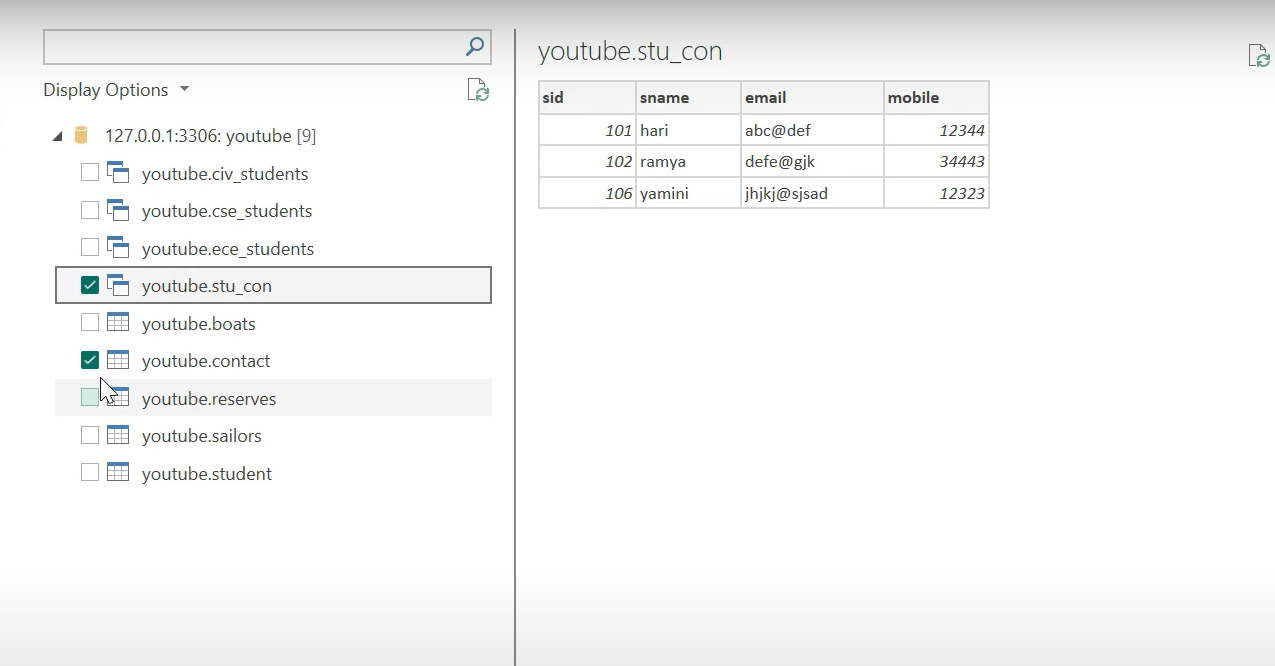 Display Options
127.0.0.1:3306: youtube [9]
youtube.civ_students
youtube.cse_students
youtube.ece_students
youtube.stu_con
youtube.boats
youtube.contact
youtube.reserves
youtube.sailors
youtube.student
youtube.stu_con
sid sname email mobile
101 hari abc@def 12344
102 ramya defe@gjk 34443
106 yamini jhjkj@sjsad 12323